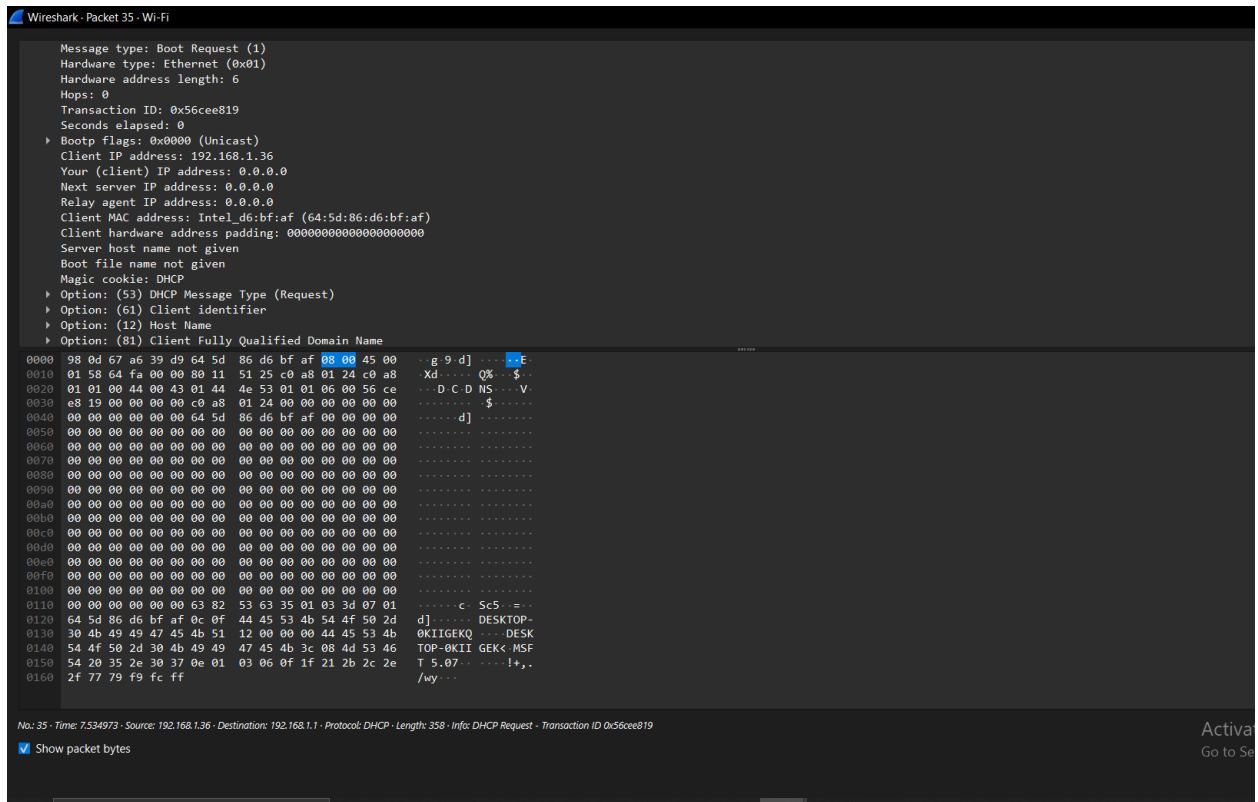 Wireshark · Packet 35 · Wi-Fi
Message type: Boot Request (1)
Hardware type: Ethernet (0x01)
Hardware address length: 6
Hops: 0
Transaction ID: 0x56cee819
Seconds elapsed: 0
Bootp flags: 0x0000 (Unicast)
Client IP address: 192.168.1.36
Your (client) IP address: 0.0.0.0
Next server IP address: 0.0.0.0
Relay agent IP address: 0.0.0.0
Client MAC address: Intel_d6:bf:af (64:5d:86:d6:bf:af)
Client hardware address padding: 00000000000000000000
Server host name not given
Boot file name not given
Magic cookie: DHCP
Option: (53) DHCP Message Type (Request)
Option: (61) Client identifier
Option: (12) Host Name
Option: (81) Client Fully Qualified Domain Name
0000 98 0d 67 a6 39 d9 64 5d 86 d6 bf af 08 00 45 00 ··g·9·d] ······E·
0010 01 58 64 fa 00 00 80 11 51 25 c0 a8 01 24 c0 a8 ·Xd····· Q%···$··
0020 01 01 00 44 00 43 01 44 4e 53 01 01 06 00 56 ce ···D·C·D NS····V·
0030 e8 19 00 00 00 00 c0 a8 01 24 00 00 00 00 00 00 ········ ·$······
0040 00 00 00 00 00 00 64 5d 86 d6 bf af 00 00 00 00 ······d] ········
0050 00 00 00 00 00 00 00 00 00 00 00 00 00 00 00 00 ········ ········
0060 00 00 00 00 00 00 00 00 00 00 00 00 00 00 00 00 ········ ········
0070 00 00 00 00 00 00 00 00 00 00 00 00 00 00 00 00 ········ ········
0080 00 00 00 00 00 00 00 00 00 00 00 00 00 00 00 00 ········ ········
0090 00 00 00 00 00 00 00 00 00 00 00 00 00 00 00 00 ········ ········
00a0 00 00 00 00 00 00 00 00 00 00 00 00 00 00 00 00 ········ ········
00b0 00 00 00 00 00 00 00 00 00 00 00 00 00 00 00 00 ········ ········
00c0 00 00 00 00 00 00 00 00 00 00 00 00 00 00 00 00 ········ ········
00d0 00 00 00 00 00 00 00 00 00 00 00 00 00 00 00 00 ········ ········
00e0 00 00 00 00 00 00 00 00 00 00 00 00 00 00 00 00 ········ ········
00f0 00 00 00 00 00 00 00 00 00 00 00 00 00 00 00 00 ········ ········
0100 00 00 00 00 00 00 00 00 00 00 00 00 00 00 00 00 ········ ········
0110 00 00 00 00 00 00 63 82 53 63 35 01 03 3d 07 01 ······c· Sc5··=··
0120 64 5d 86 d6 bf af 0c 0f 44 45 53 4b 54 4f 50 2d d]······ DESKTOP-
0130 30 4b 49 49 47 45 4b 51 12 00 00 00 44 45 53 4b 0KIIGEKQ ····DESK
0140 54 4f 50 2d 30 4b 49 49 47 45 4b 3c 08 4d 53 46 TOP-0KII GEK<·MSF
0150 54 20 35 2e 30 37 0e 01 03 06 0f 1f 21 2b 2c 2e T 5.07·· ····!+,.
0160 2f 77 79 f9 fc ff /wy···
No.: 35 · Time: 7.534973 · Source: 192.168.1.36 · Destination: 192.168.1.1 · Protocol: DHCP · Length: 358 · Info: DHCP Request - Transaction ID 0x56cee819
Show packet bytes
Activat
Go to Se